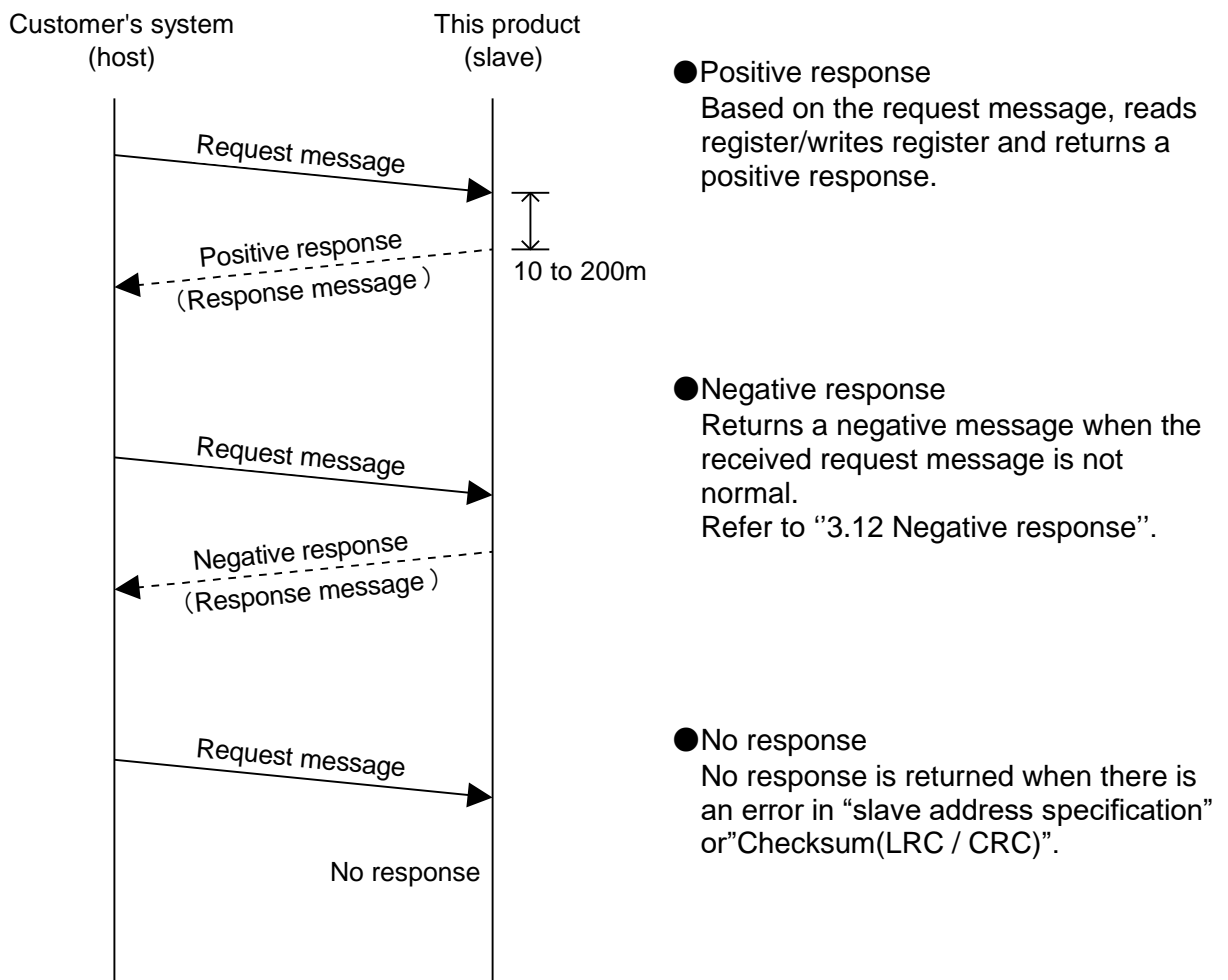 Customer's system
(host)
This product
(slave)
Request message
Positive response
（Response message）
10 to 200m
●Positive response
Based on the request message, reads
register/writes register and returns a
positive response.
Request message
Negative response
（Response message）
●Negative response
Returns a negative message when the
received request message is not
normal.
Refer to ‘‘3.12 Negative response’’.
Request message
No response
●No response
No response is returned when there is
an error in “slave address specification”
or”Checksum(LRC / CRC)”.